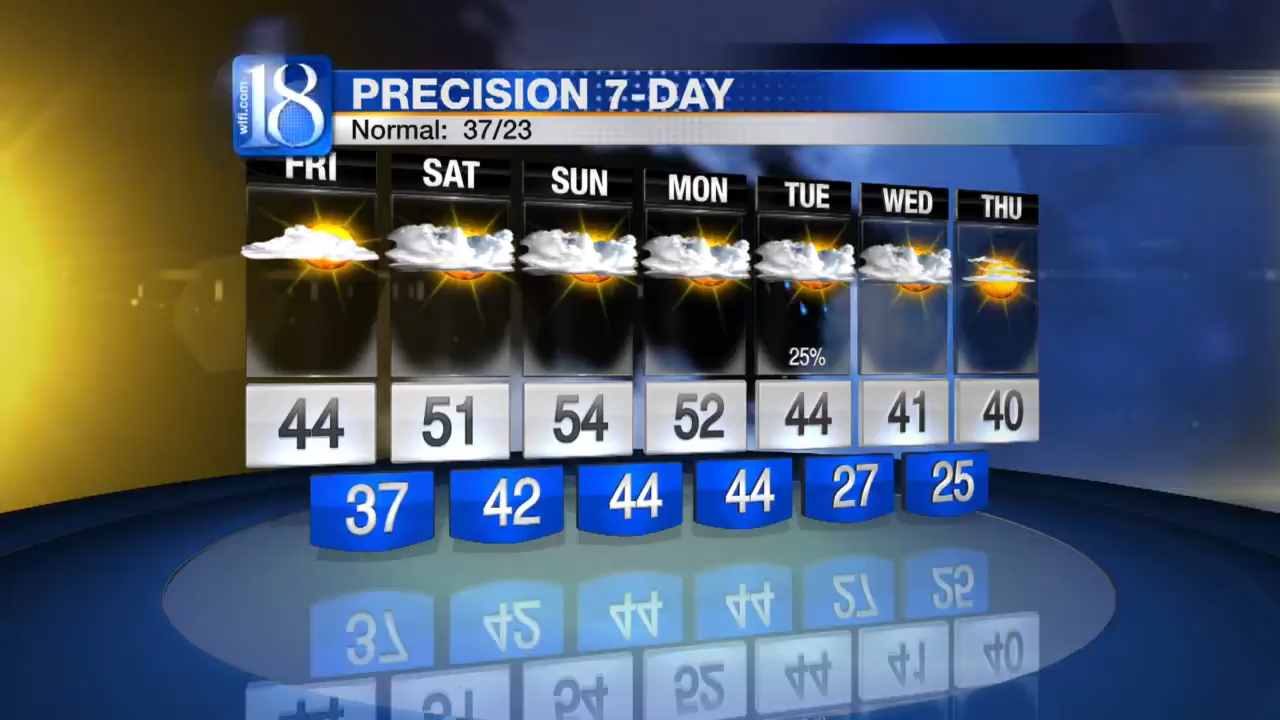 wlfi.com
18
PRECISION 7-DAY
Normal: 37/23
FRI SAT SUN MON TUE WED THU
25%
44 51 54 52 44 41 40
37 42 44 44 27 25